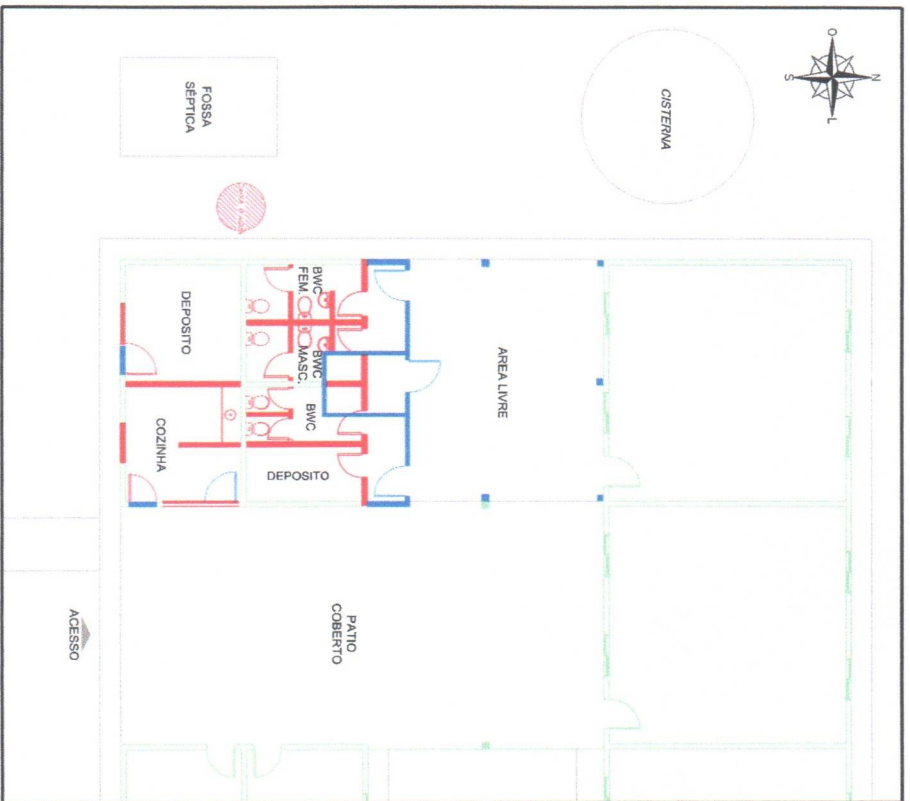 O
N
S
L
CISTERNA
FOSSA
SÉPTICA
BWC
FEM.
BWC
MASC.
BWC
DEPOSITO
AREA LIVRE
COZINHA
DEPOSITO
PATIO
COBERTO
ACESSO